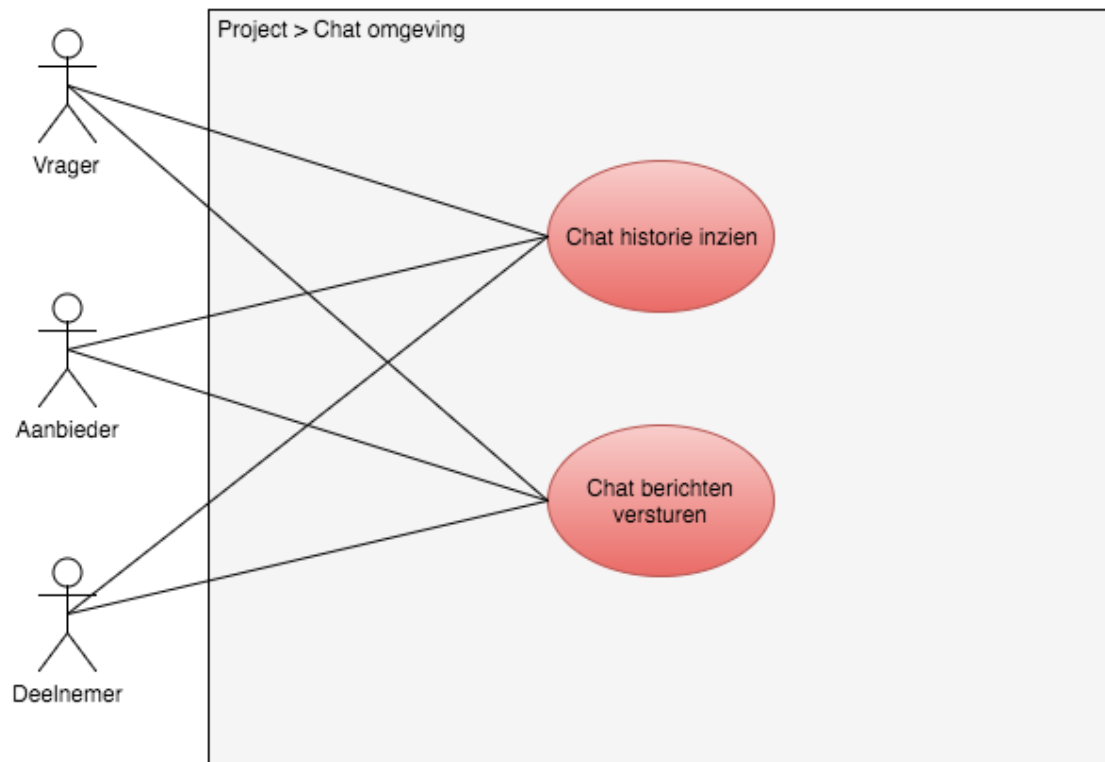 Project > Chat omgeving
Vrager
Chat historie inzien
Aanbieder
Chat berichten
versturen
Deelnemer